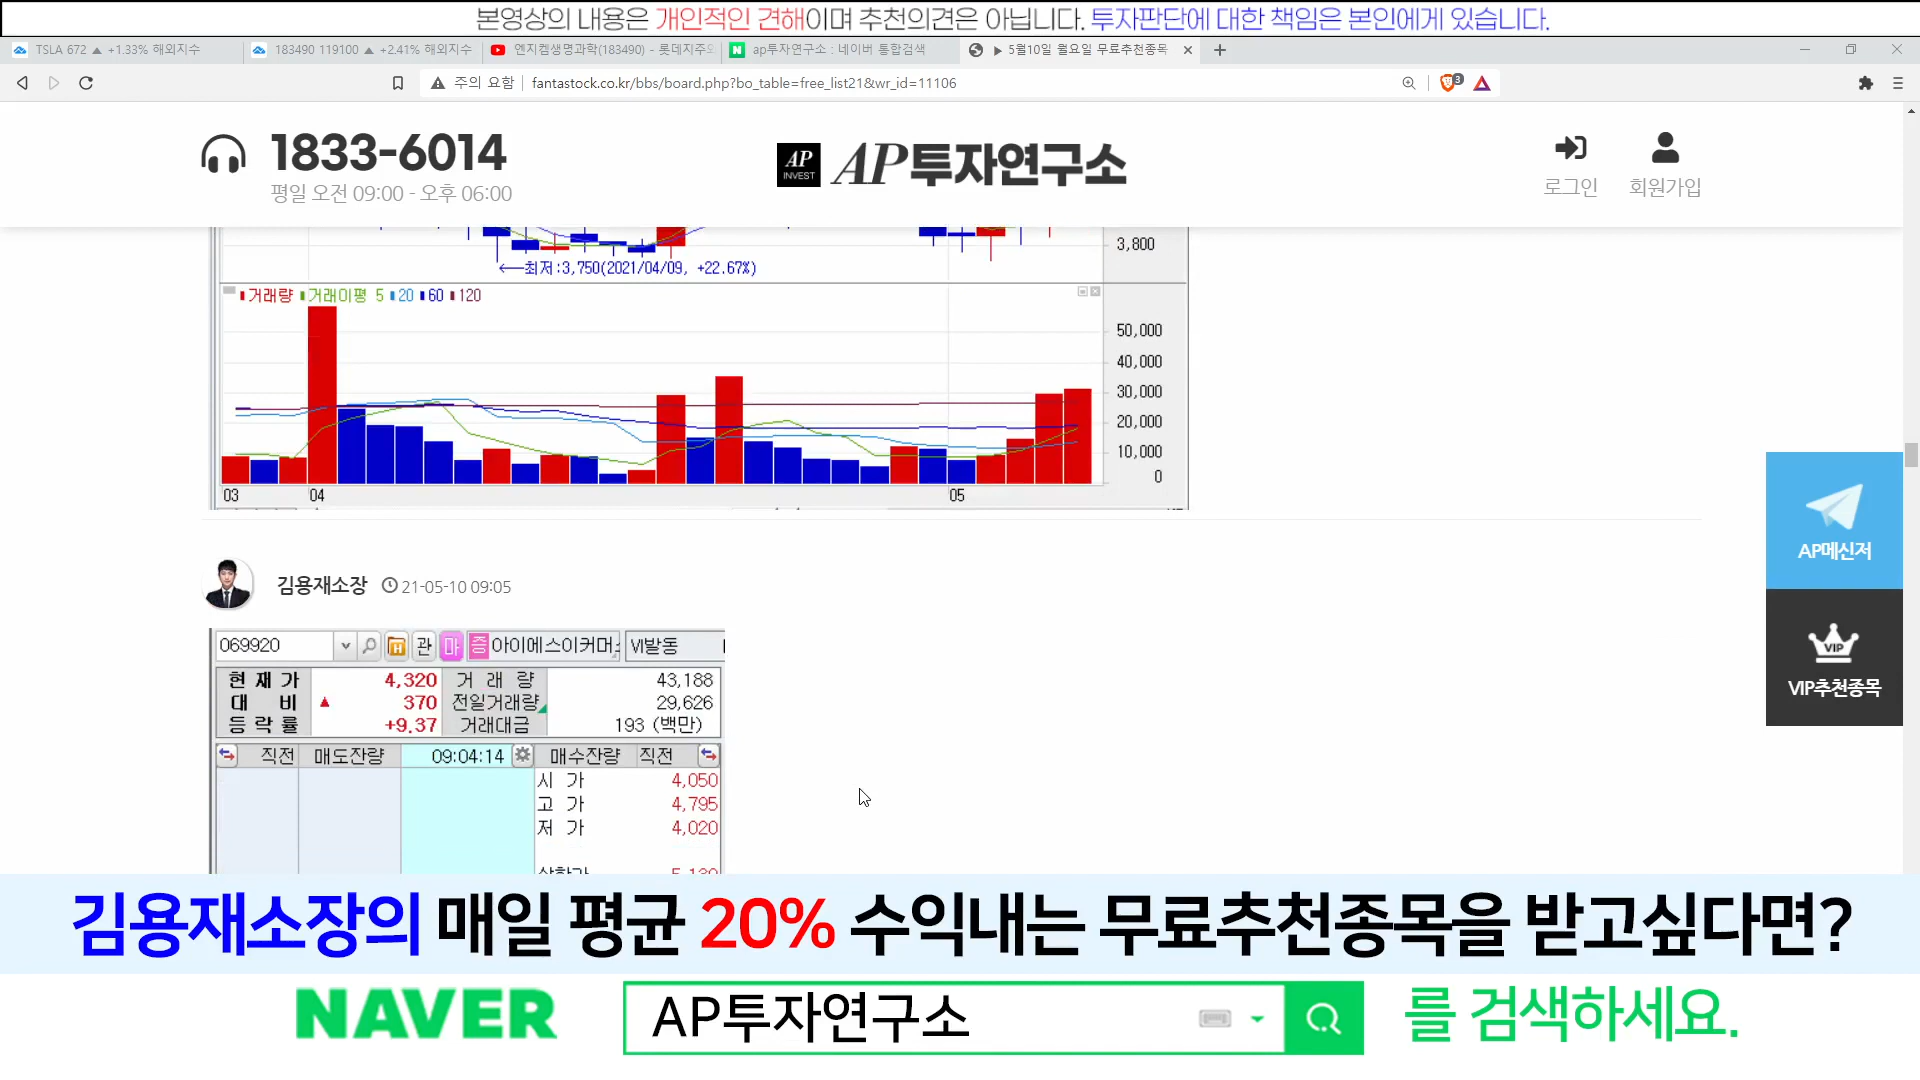 본영상의 내용은 개인적인 견해이며 추천의견은 아닙니다. 투자판단에 대한 책임은 본인에게 있습니다.
TSLA 672 ▲ +1.33% 해외지수
183490 119100 ▲ +2.41% 해외지수
엔지켐생명과학(183490) - 롯데지주
ap투자연구소 : 네이버 통합검색
▶ 5월10일 월요일 무료추천종목
주의 요함 fantastock.co.kr/bbs/board.php?bo_table=free_list21&wr_id=11106
3
1833-6014
평일 오전 09:00 - 오후 06:00
AP INVEST
AP투자연구소
로그인
회원가입
3,800
←최저:3,750(2021/04/09, +22.67%)
거래량 거래이평 5 20 60 120
50,000
40,000
30,000
20,000
10,000
0
03 04 05
AP메신저
VIP
VIP추천종목
김용재소장 21-05-10 09:05
069920 관 마 증 아이에스이커머 VI발동
현재가 4,320 거래량 43,188
대비 ▲ 370 전일거래량 29,626
등락률 +9.37 거래대금 193 (백만)
직전 매도잔량 09:04:14 매수잔량 직전
시가 4,050
고가 4,795
저가 4,020
김용재소장의 매일 평균 20% 수익내는 무료추천종목을 받고싶다면?
NAVER AP투자연구소 를 검색하세요.